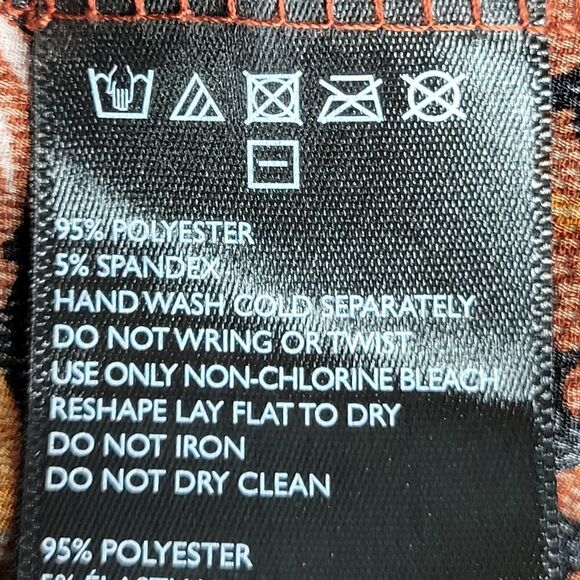 95% POLYESTER
5% SPANDEX
HAND WASH COLD SEPARATELY
DO NOT WRING OR TWIST
USE ONLY NON-CHLORINE BLEACH
RESHAPE LAY FLAT TO DRY
DO NOT IRON
DO NOT DRY CLEAN
95% POLYESTER
5%